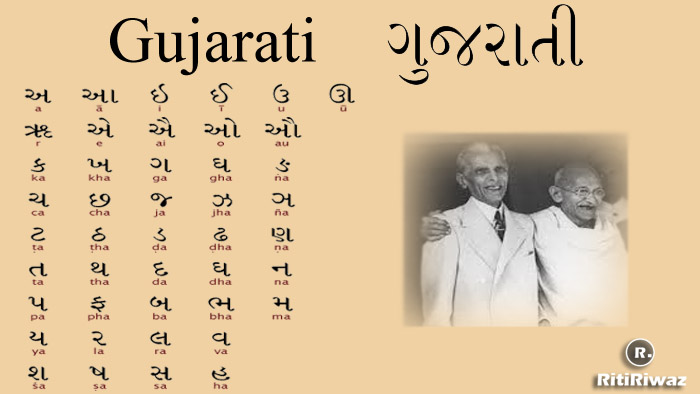 Gujarati ગુજરાતી
અ આ ઇ ઈ ઉ ઊ
a ā i ī u ū
ઋ એ ઐ ઓ ઔ
r e ai o au
ક ખ ગ ઘ ઙ
ka kha ga gha ṅa
ચ છ જ ઝ ઞ
ca cha ja jha ña
ટ ઠ ડ ઢ ણ
ṭa ṭha ḍa ḍha ṇa
ત થ દ ઘ ન
ta tha da dha na
પ ફ બ ભ મ
pa pha ba bha ma
ય ર લ વ
ya la ra va
શ ષ સ હ
śa ṣa sa ha
R.
RitiRiwaz